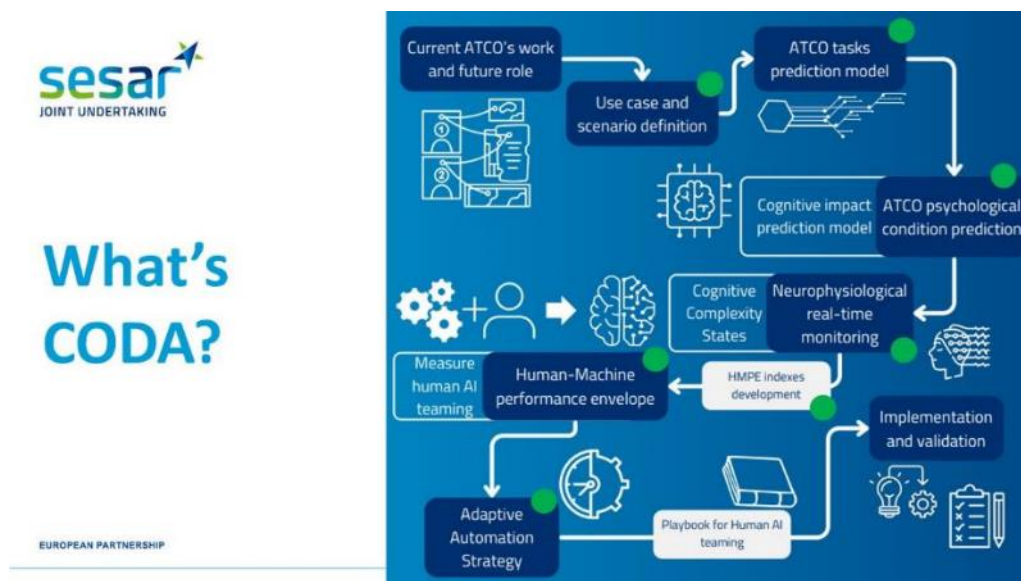 sesar
JOINT UNDERTAKING
What's
CODA?
EUROPEAN PARTNERSHIP
Current ATCO's work
and future role
1
2
Use case and
scenario definition
ATCO tasks
prediction model
Cognitive impact
prediction model
ATCO psychological
condition prediction
Cognitive
Complexity
States
Neurophysiological
real-time
monitoring
Measure
human AI
teaming
Human-Machine
performance envelope
HMPE indexes
development
Adaptive
Automation
Strategy
Playbook for Human AI
teaming
Implementation
and validation